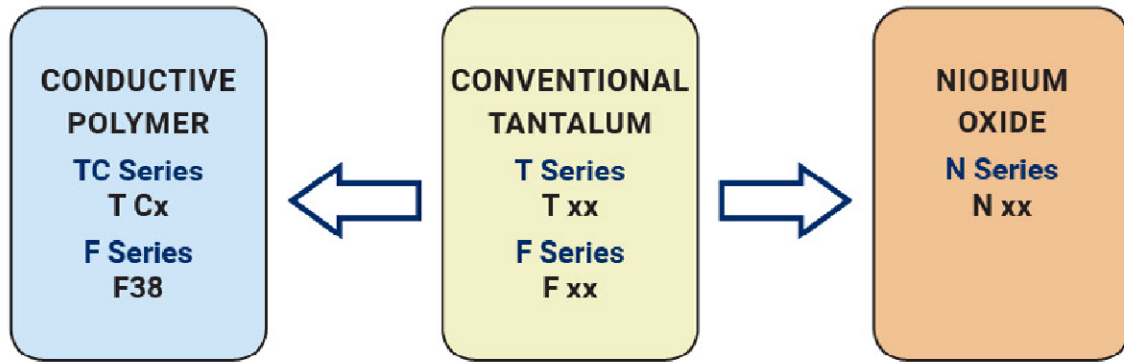 CONDUCTIVE
POLYMER
TC Series
T Cx
F Series
F38
CONVENTIONAL
TANTALUM
T Series
T xx
F Series
F xx
NIOBIUM
OXIDE
N Series
N xx